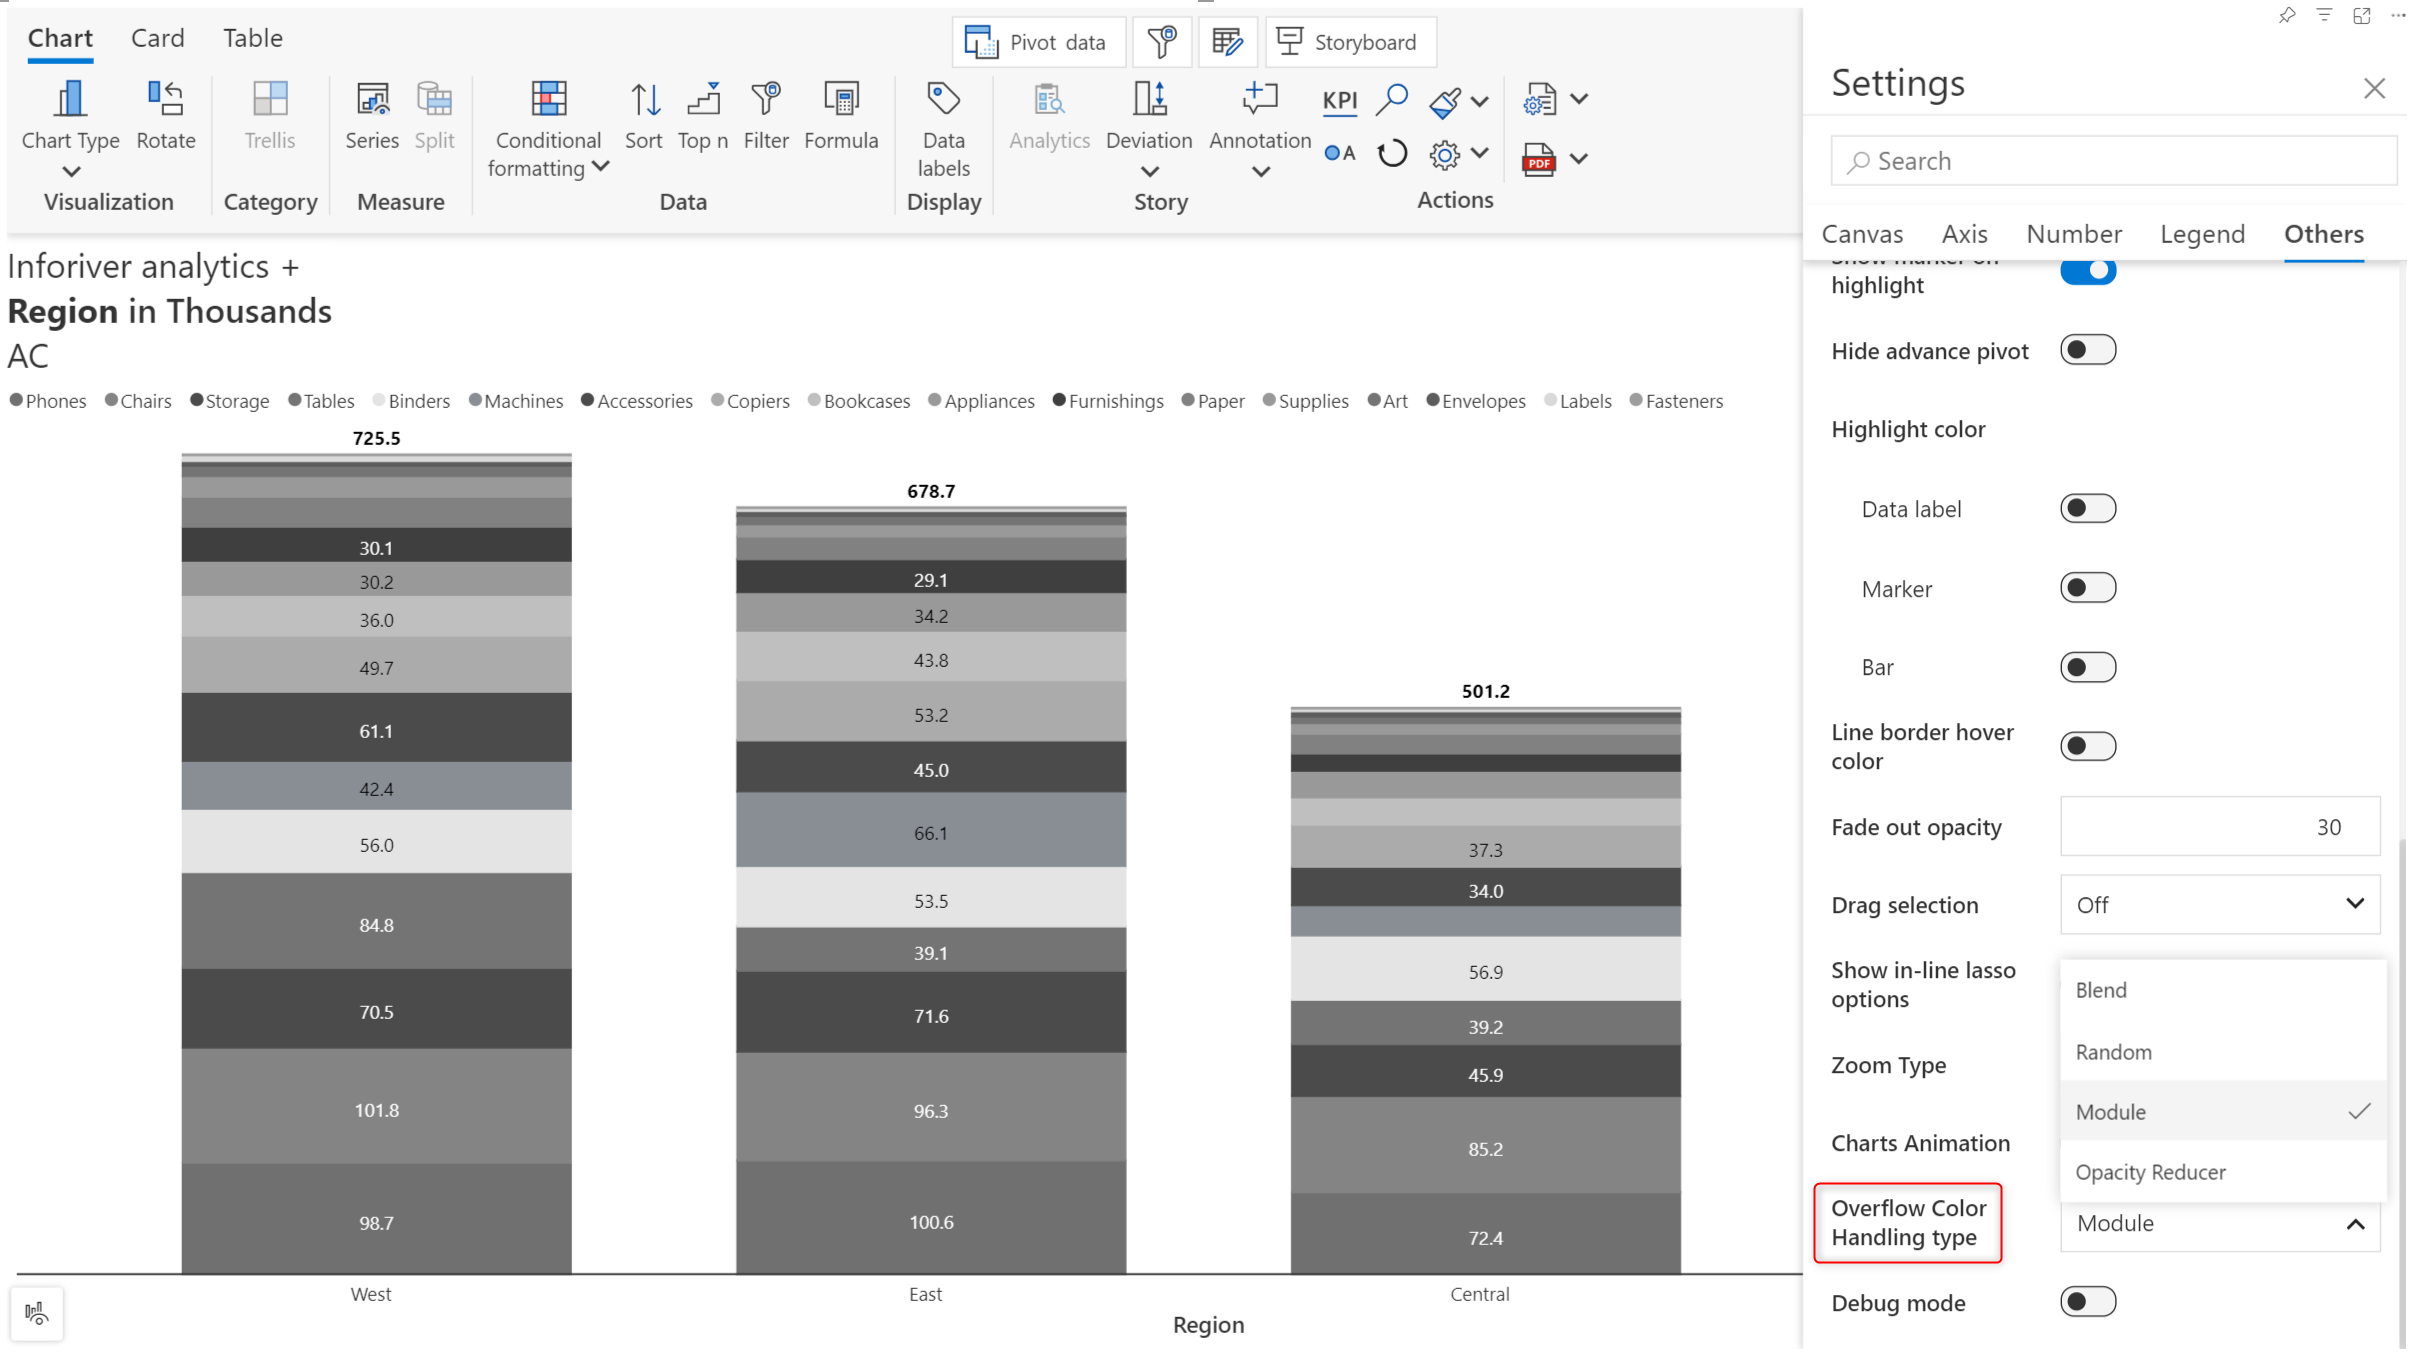 Chart Card Table
Pivot data Storyboard
Chart Type Rotate Trellis Series Split Conditional formatting Sort Top n Filter Formula Data labels Analytics Deviation Annotation KPI A PDF
Visualization Category Measure Data Display Story Actions
Inforiver analytics +
Region in Thousands
AC
Phones Chairs Storage Tables Binders Machines Accessories Copiers Bookcases Appliances Furnishings Paper Supplies Art Envelopes Labels Fasteners
725.5
30.1
30.2
36.0
49.7
61.1
42.4
56.0
84.8
70.5
101.8
98.7
678.7
29.1
34.2
43.8
53.2
45.0
66.1
53.5
39.1
71.6
96.3
100.6
501.2
37.3
34.0
56.9
39.2
45.9
85.2
72.4
West East Central
Region
Settings
Search
Canvas Axis Number Legend Others
Show marker on
highlight
Hide advance pivot
Highlight color
Data label
Marker
Bar
Line border hover
color
Fade out opacity 30
Drag selection Off
Show in-line lasso
options
Zoom Type
Charts Animation
Blend
Random
Module
Opacity Reducer
Overflow Color
Handling type
Module
Debug mode